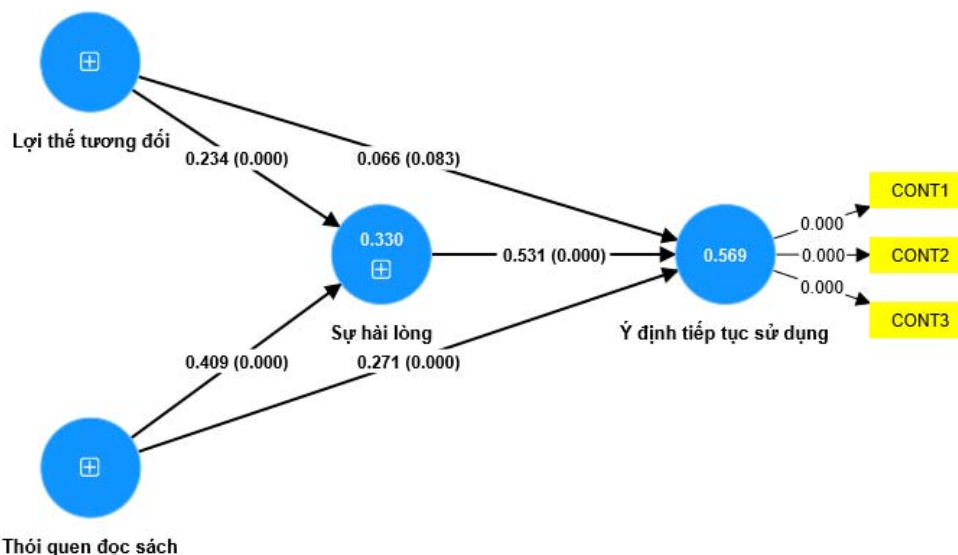 Lợi thế tương đối
0.234 (0.000)
0.066 (0.083)
CONT1
0.000
0.330
0.531 (0.000)
0.569
0.000
CONT2
0.000
CONT3
Sự hài lòng
Ý định tiếp tục sử dụng
0.409 (0.000)
0.271 (0.000)
Thói quen đọc sách